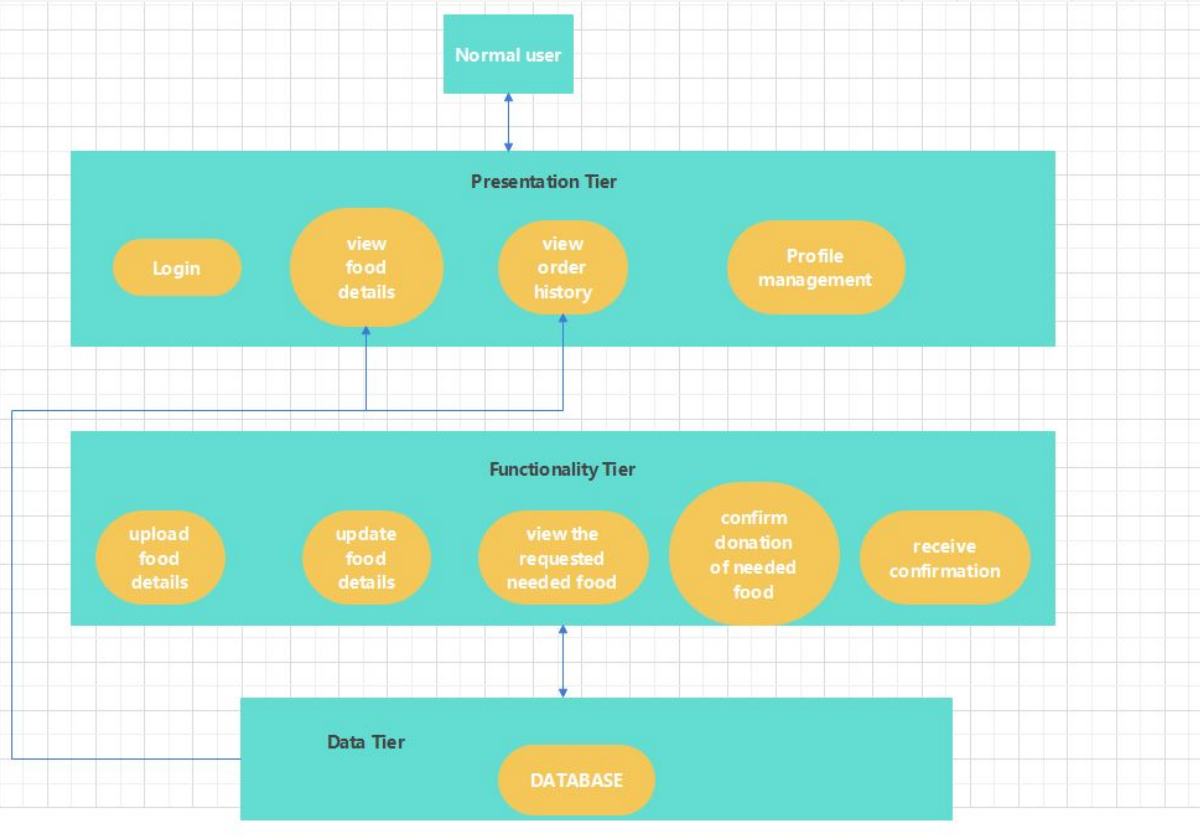 Normal user
Presentation Tier
Login
view
food
details
view
order
history
Profile
management
Functionality Tier
upload
food
details
update
food
details
view the
requested
needed food
confirm
donation
of needed
food
receive
confirmation
Data Tier
DATABASE